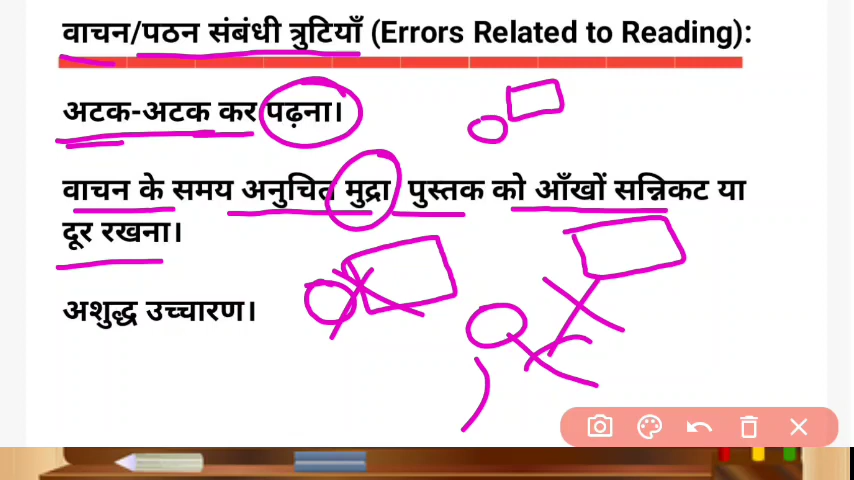 वाचन/पठन संबंधी त्रुटियाँ (Errors Related to Reading):
अटक-अटक कर पढ़ना।
वाचन के समय अनुचित मुद्रा पुस्तक को आँखों सन्निकट या
दूर रखना।
अशुद्ध उच्चारण।